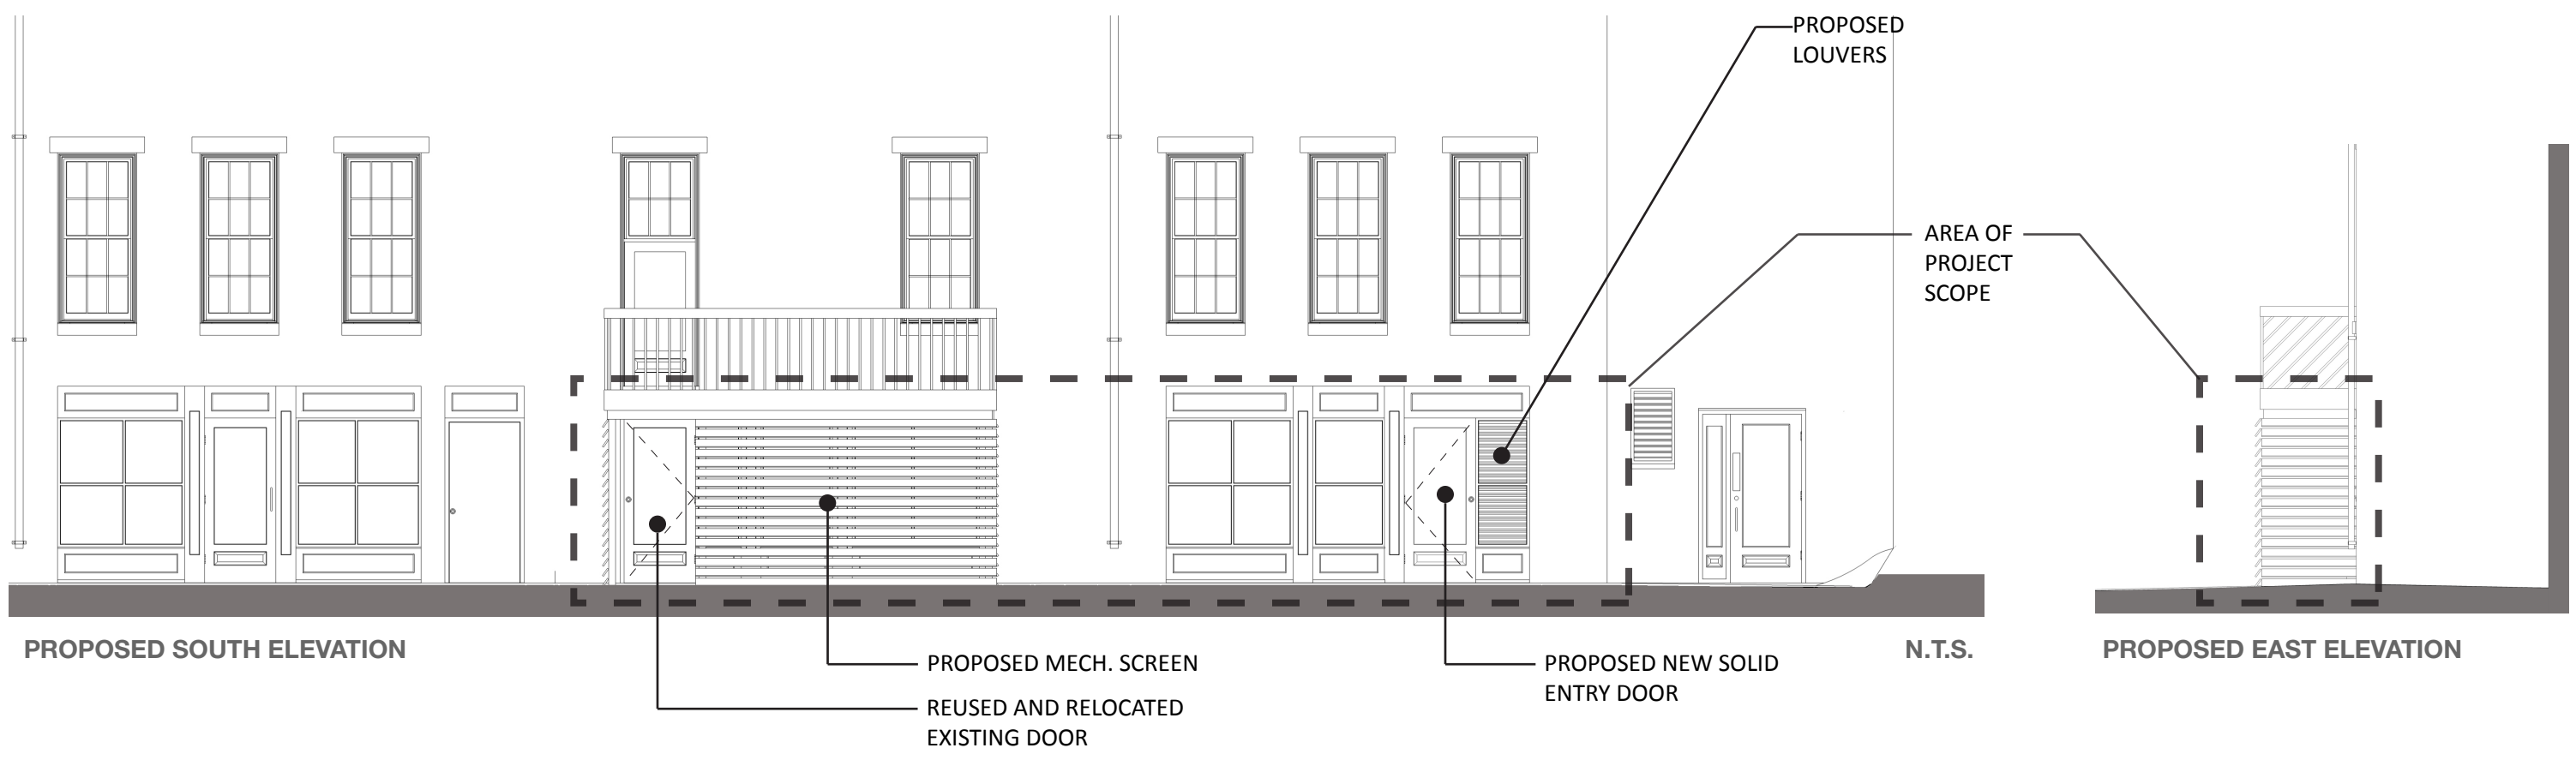 PROPOSED
LOUVERS
AREA OF
PROJECT
SCOPE
PROPOSED SOUTH ELEVATION
N.T.S.
PROPOSED EAST ELEVATION
PROPOSED MECH. SCREEN
REUSED AND RELOCATED
EXISTING DOOR
PROPOSED NEW SOLID
ENTRY DOOR